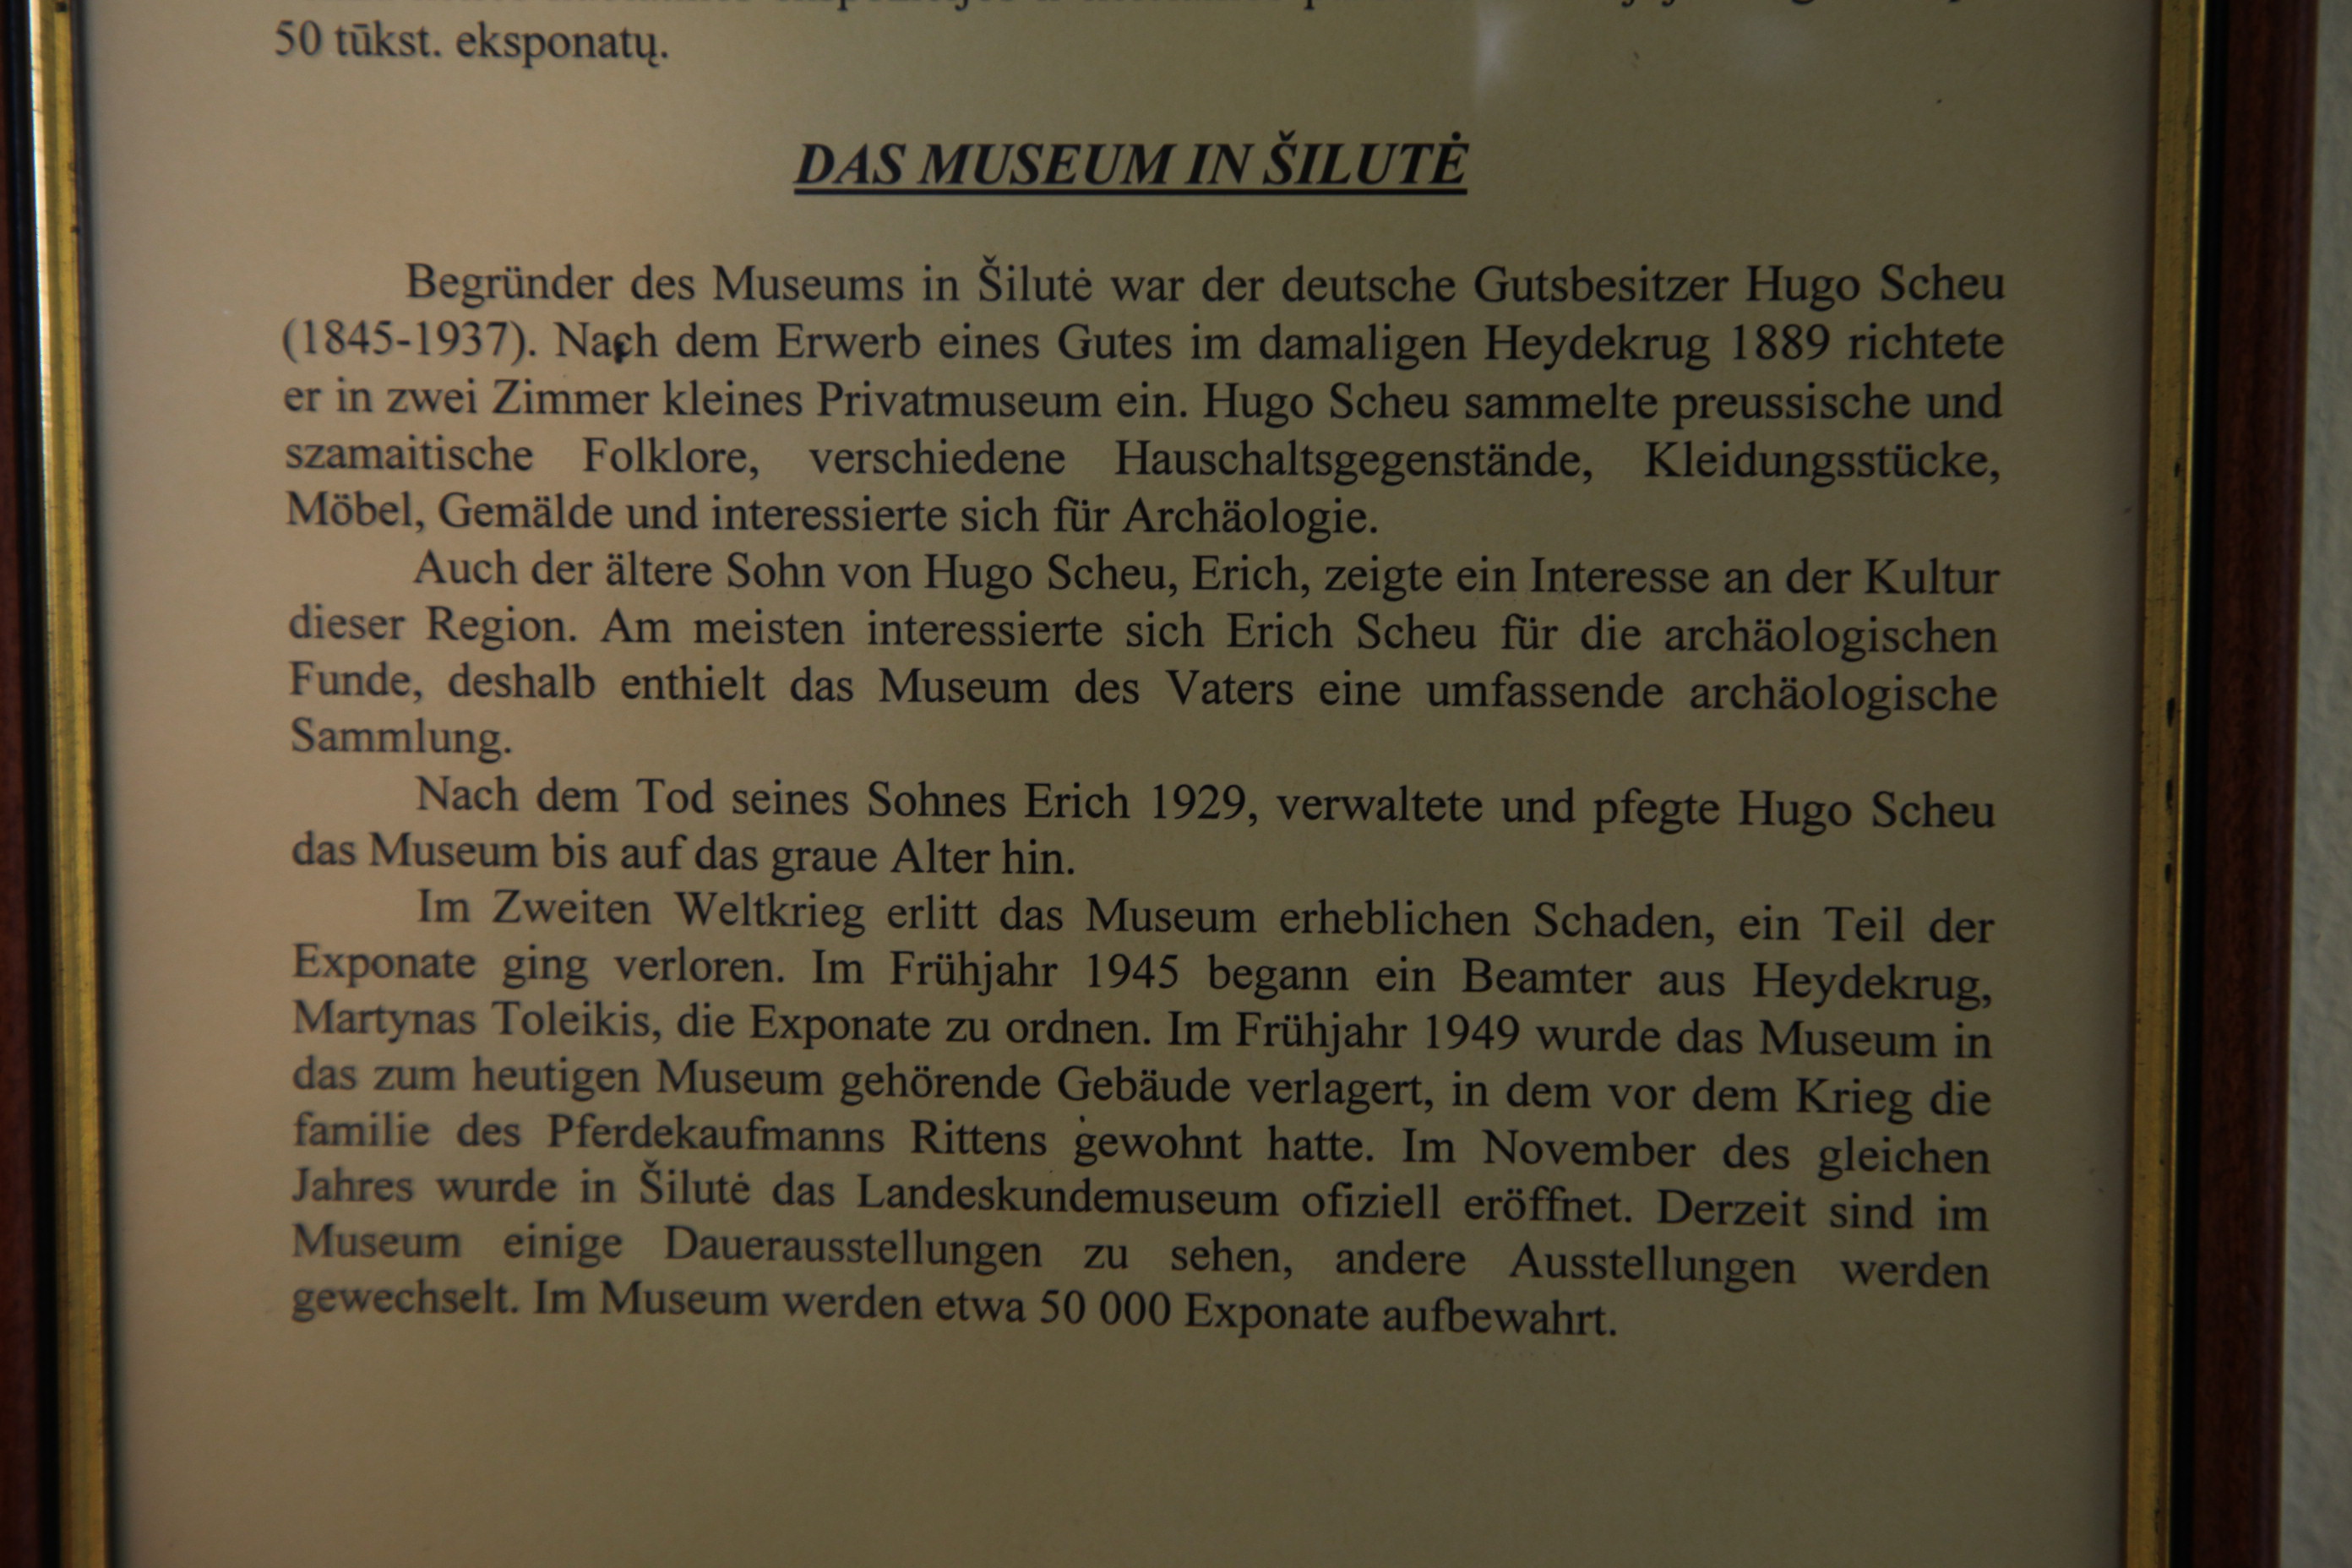 50 tūkst. eksponatų.
DAS MUSEUM IN ŠILUTĖ
Begründer des Museums in Šilutė war der deutsche Gutsbesitzer Hugo Scheu
(1845-1937). Nach dem Erwerb eines Gutes im damaligen Heydekrug 1889 richtete
er in zwei Zimmer kleines Privatmuseum ein. Hugo Scheu sammelte preussische und
szamaitische Folklore, verschiedene Hauschaltsgegenstände, Kleidungsstücke,
Möbel, Gemälde und interessierte sich für Archäologie.
Auch der ältere Sohn von Hugo Scheu, Erich, zeigte ein Interesse an der Kultur
dieser Region. Am meisten interessierte sich Erich Scheu für die archäologischen
Funde, deshalb enthielt das Museum des Vaters eine umfassende archäologische
Sammlung.
Nach dem Tod seines Sohnes Erich 1929, verwaltete und pfegte Hugo Scheu
das Museum bis auf das graue Alter hin.
Im Zweiten Weltkrieg erlitt das Museum erheblichen Schaden, ein Teil der
Exponate ging verloren. Im Frühjahr 1945 begann ein Beamter aus Heydekrug,
Martynas Toleikis, die Exponate zu ordnen. Im Frühjahr 1949 wurde das Museum in
das zum heutigen Museum gehörende Gebäude verlagert, in dem vor dem Krieg die
familie des Pferdekaufmanns Rittens gewohnt hatte. Im November des gleichen
Jahres wurde in Šilutė das Landeskundemuseum ofiziell eröffnet. Derzeit sind im
Museum einige Dauerausstellungen zu sehen, andere Ausstellungen werden
gewechselt. Im Museum werden etwa 50 000 Exponate aufbewahrt.